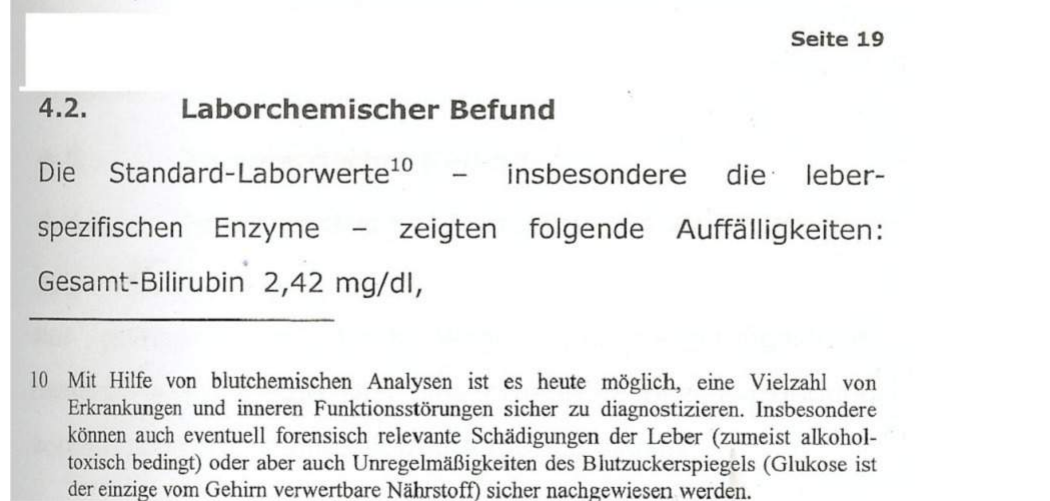 Seite 19
4.2. Laborchemischer Befund
Die Standard-Laborwerte10 – insbesondere die leber-
spezifischen Enzyme – zeigten folgende Auffälligkeiten:
Gesamt-Bilirubin 2,42 mg/dl,
10 Mit Hilfe von blutchemischen Analysen ist es heute möglich, eine Vielzahl von
Erkrankungen und inneren Funktionsstörungen sicher zu diagnostizieren. Insbesondere
können auch eventuell forensisch relevante Schädigungen der Leber (zumeist alkohol-
toxisch bedingt) oder aber auch Unregelmäßigkeiten des Blutzuckerspiegels (Glukose ist
der einzige vom Gehirn verwertbare Nährstoff) sicher nachgewiesen werden.